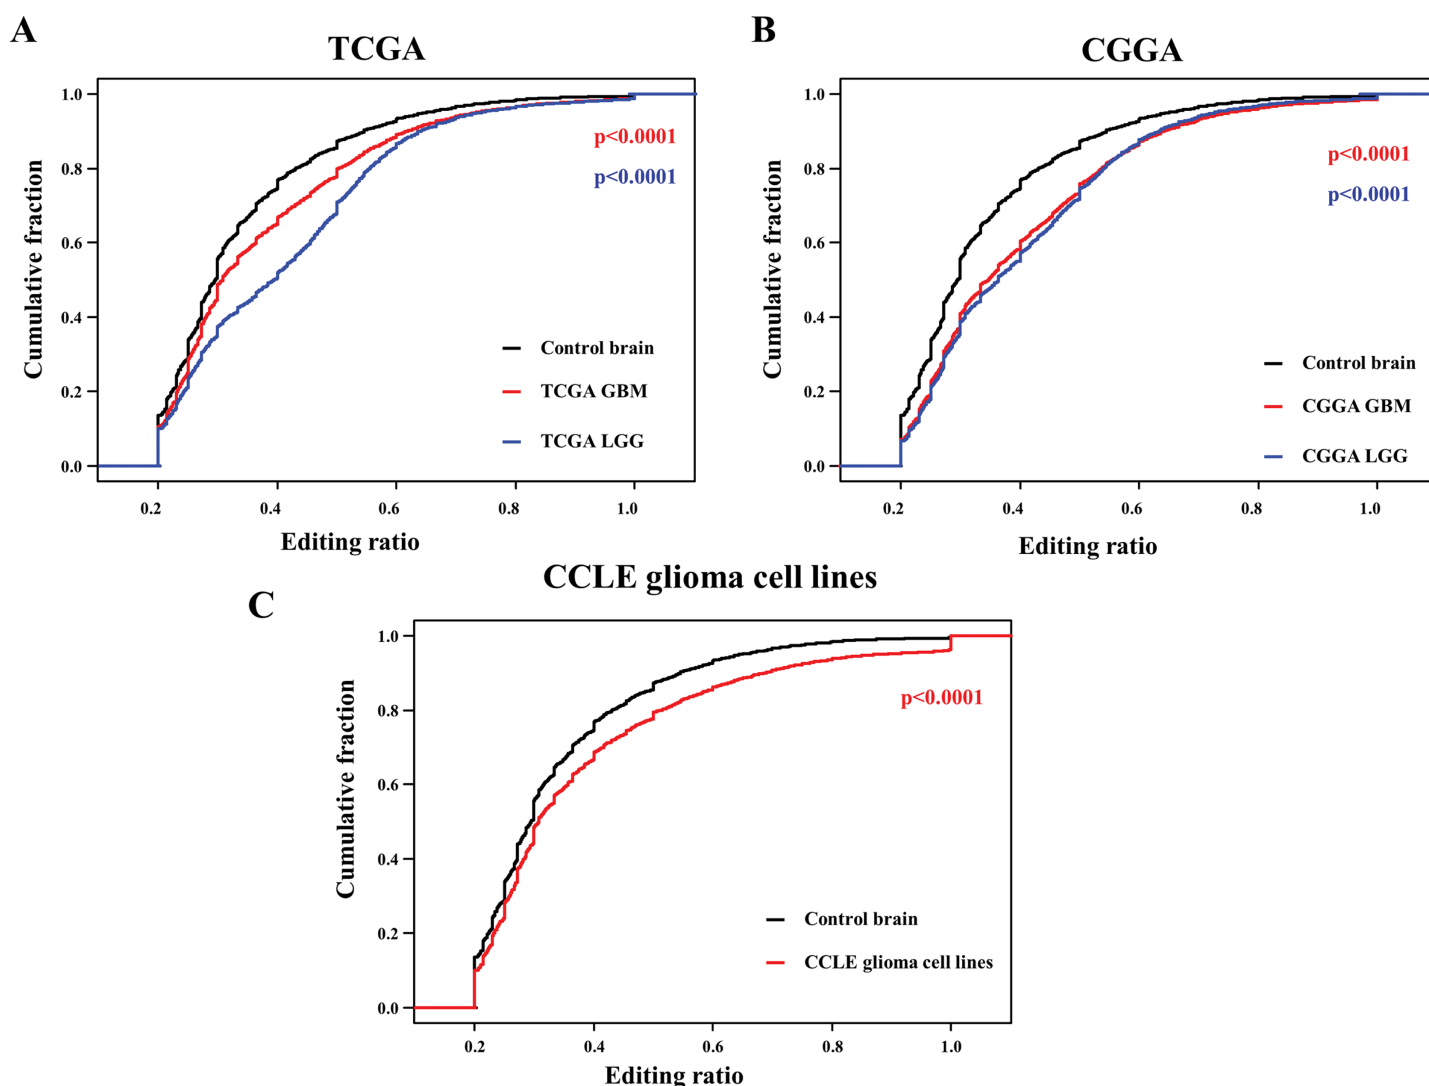 A
TCGA
Cumulative fraction
1.0
0.8
0.6
0.4
0.2
0.0
p<0.0001
p<0.0001
Control brain
TCGA GBM
TCGA LGG
0.2 0.4 0.6 0.8 1.0
Editing ratio
B
CGGA
Cumulative fraction
1.0
0.8
0.6
0.4
0.2
0.0
p<0.0001
p<0.0001
Control brain
CGGA GBM
CGGA LGG
0.2 0.4 0.6 0.8 1.0
Editing ratio
C
CCLE glioma cell lines
Cumulative fraction
1.0
0.8
0.6
0.4
0.2
0.0
p<0.0001
Control brain
CCLE glioma cell lines
0.2 0.4 0.6 0.8 1.0
Editing ratio